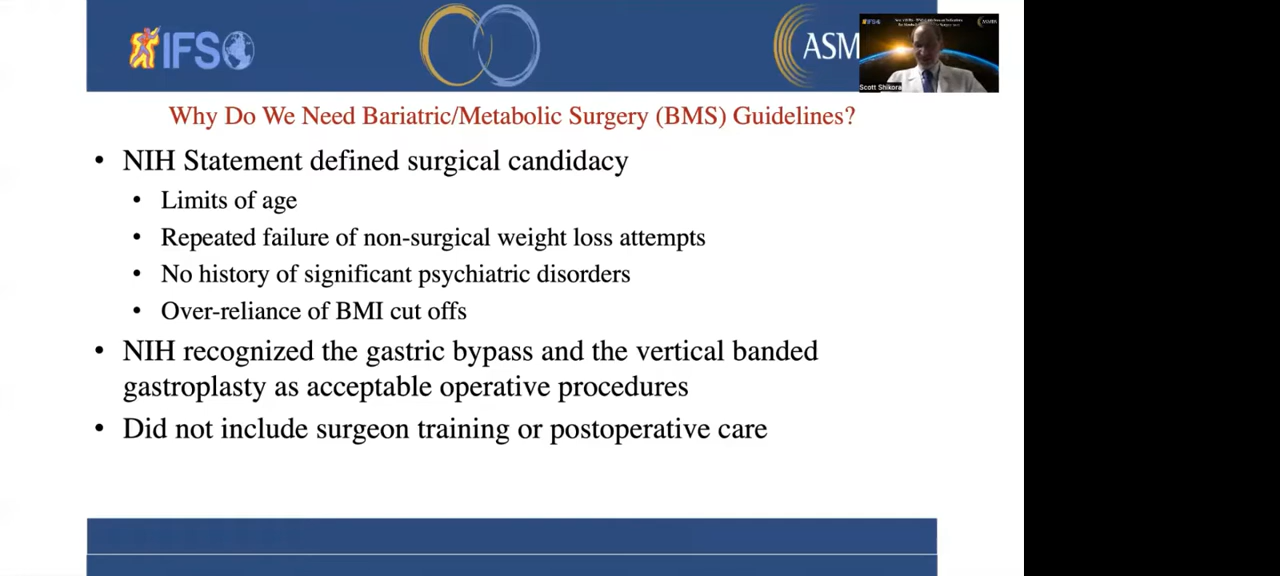 IFSO
ASM
Scott Shikora
Why Do We Need Bariatric/Metabolic Surgery (BMS) Guidelines?
• NIH Statement defined surgical candidacy
• Limits of age
• Repeated failure of non-surgical weight loss attempts
• No history of significant psychiatric disorders
• Over-reliance of BMI cut offs
• NIH recognized the gastric bypass and the vertical banded
gastroplasty as acceptable operative procedures
• Did not include surgeon training or postoperative care